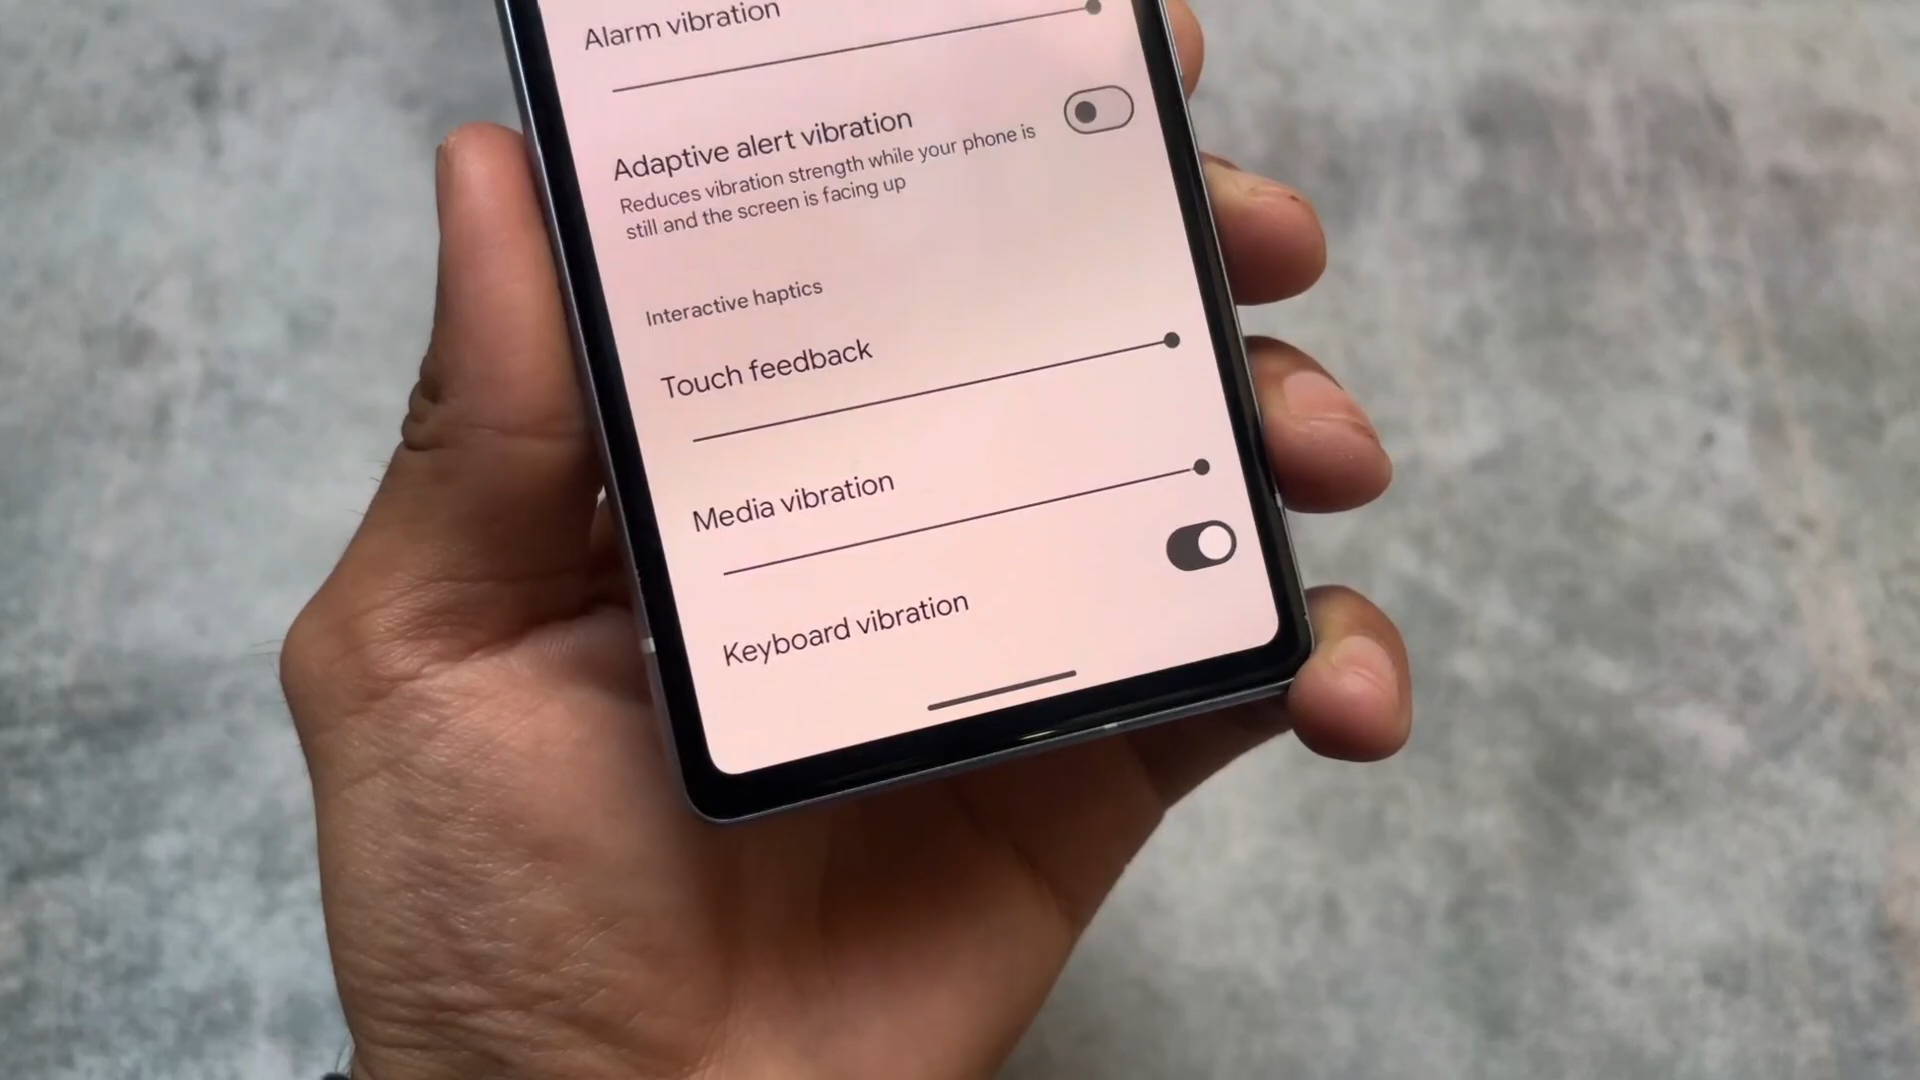 Alarm vibration
Adaptive alert vibration
Reduces vibration strength while your phone is
still and the screen is facing up
Interactive haptics
Touch feedback
Media vibration
Keyboard vibration